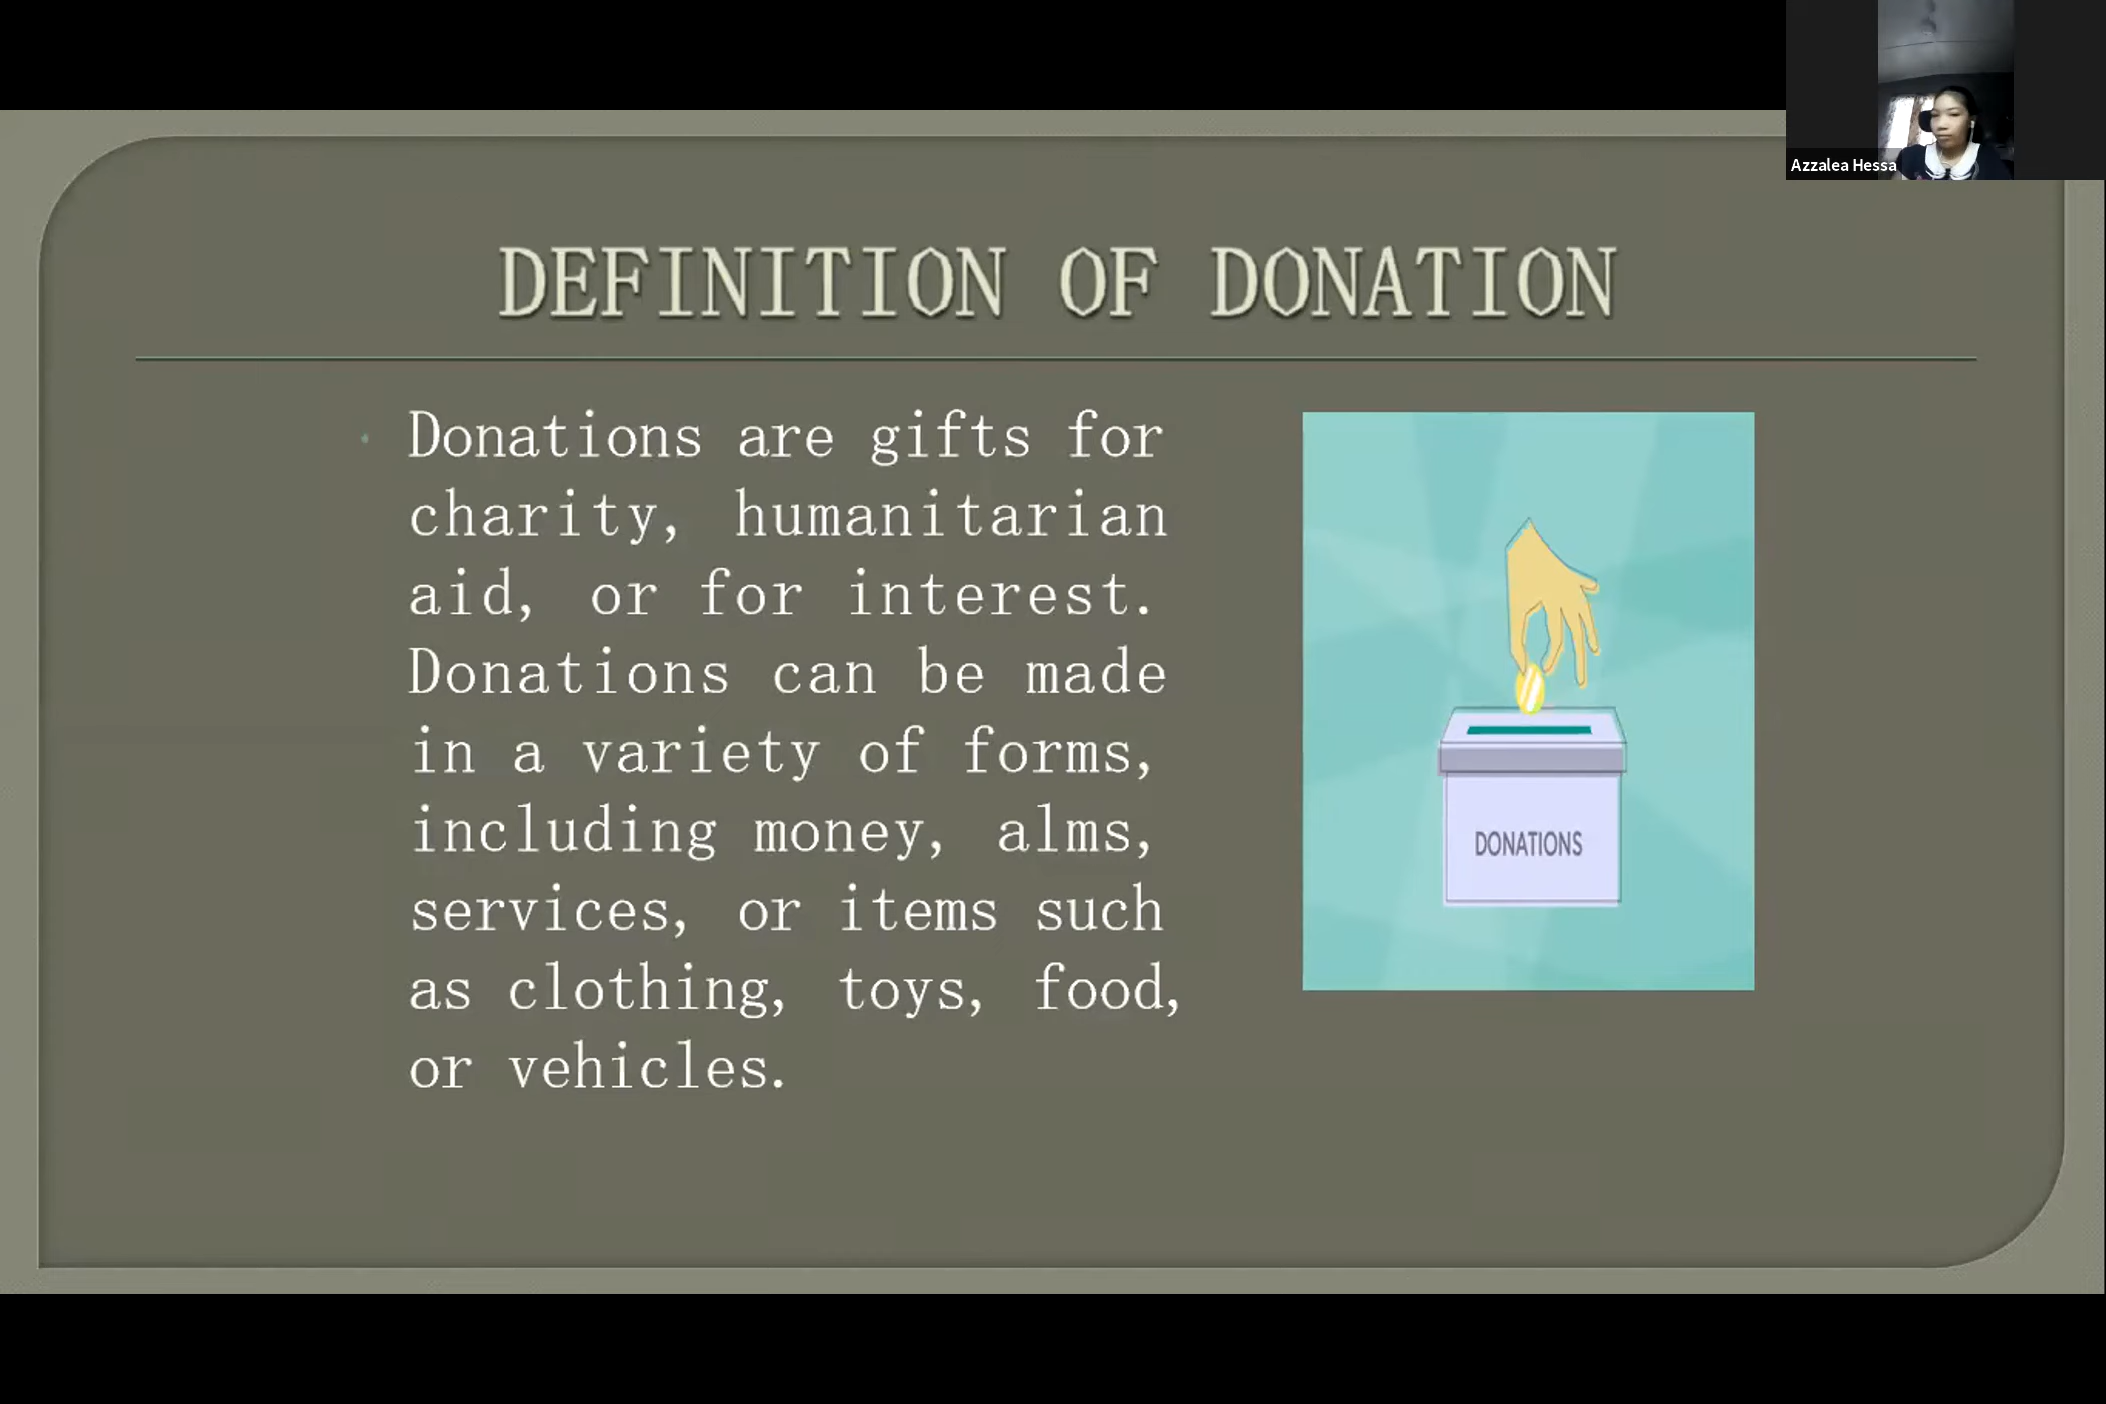 Azzalea Hessa
DEFINITION OF DONATION
Donations are gifts for
charity, humanitarian
aid, or for interest.
Donations can be made
in a variety of forms,
including money, alms,
services, or items such
as clothing, toys, food,
or vehicles.
DONATIONS